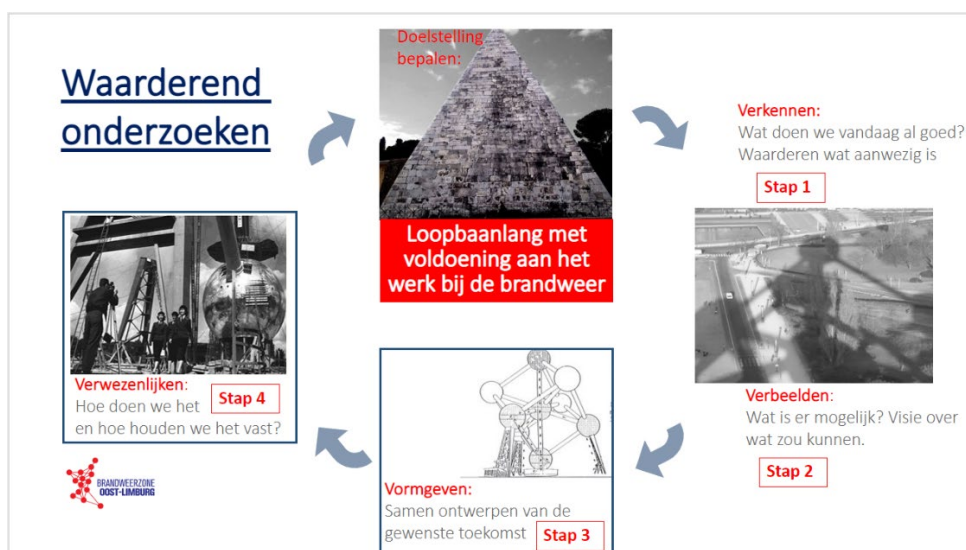 Waarderend
onderzoeken
Doelstelling
bepalen:
Loopbaanlang met
voldoening aan het
werk bij de brandweer
Verkennen:
Wat doen we vandaag al goed?
Waarderen wat aanwezig is
Stap 1
Verbeelden:
Wat is er mogelijk? Visie over
wat zou kunnen.
Stap 2
Vormgeven:
Samen ontwerpen van de
gewenste toekomst
Stap 3
Verwezenlijken:
Hoe doen we het
en hoe houden we het vast?
Stap 4
BRANDWEERZONE
OOST-LIMBURG